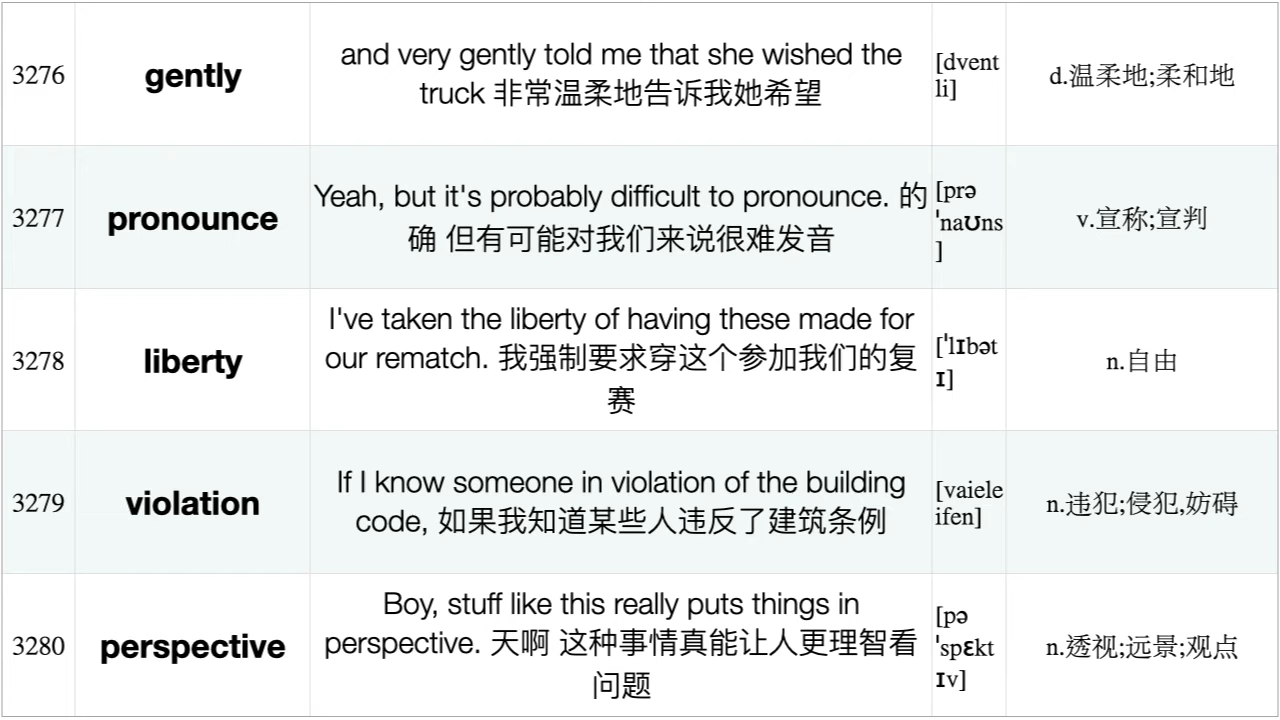 3276
gently
and very gently told me that she wished the
truck 非常温柔地告诉我她希望
[dvent
li]
d.温柔地;柔和地
3277
pronounce
Yeah, but it's probably difficult to pronounce. 的
确 但有可能对我们来说很难发音
[prə
ˈnaʊns
]
v.宣称;宣判
3278
liberty
I've taken the liberty of having these made for
our rematch. 我强制要求穿这个参加我们的复
赛
[ˈlɪbət
ɪ]
n.自由
3279
violation
If I know someone in violation of the building
code, 如果我知道某些人违反了建筑条例
[vaiele
ifen]
n.违犯;侵犯,妨碍
3280
perspective
Boy, stuff like this really puts things in
perspective. 天啊 这种事情真能让人更理智看
问题
[pə
ˈspɛkt
ɪv]
n.透视;远景;观点